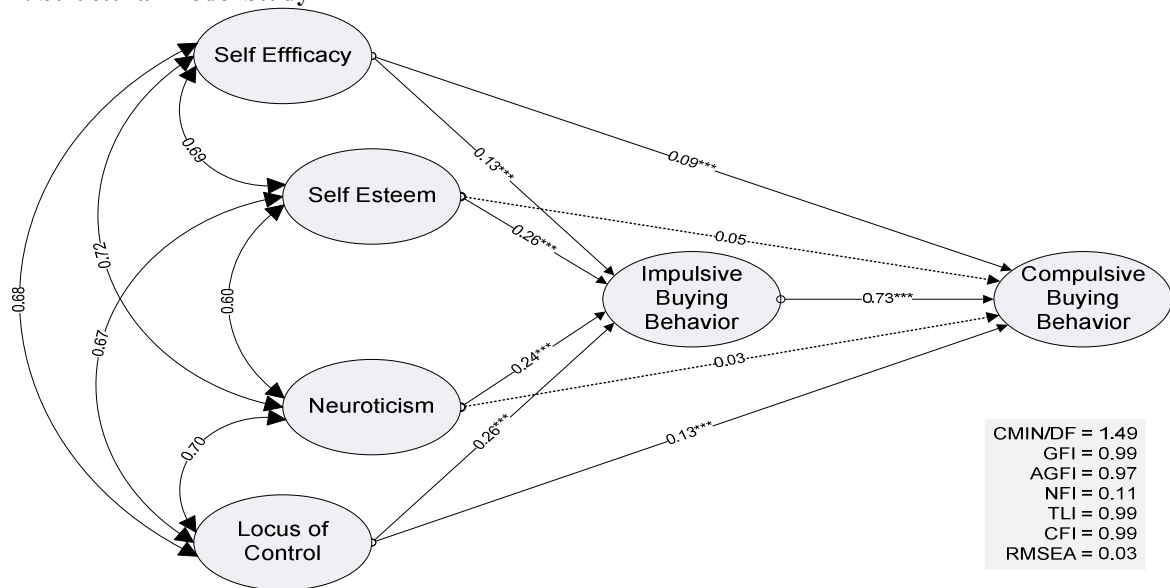 Self Effficacy
0.13***
0.09***
0.69
Self Esteem
0.26***
0.05
0.72
0.68
0.67
0.60
Impulsive
Buying
Behavior
0.73***
Compulsive
Buying
Behavior
0.24***
0.03
Neuroticism
0.26***
0.13***
0.70
Locus of
Control
CMIN/DF = 1.49
GFI = 0.99
AGFI = 0.97
NFI = 0.11
TLI = 0.99
CFI = 0.99
RMSEA = 0.03